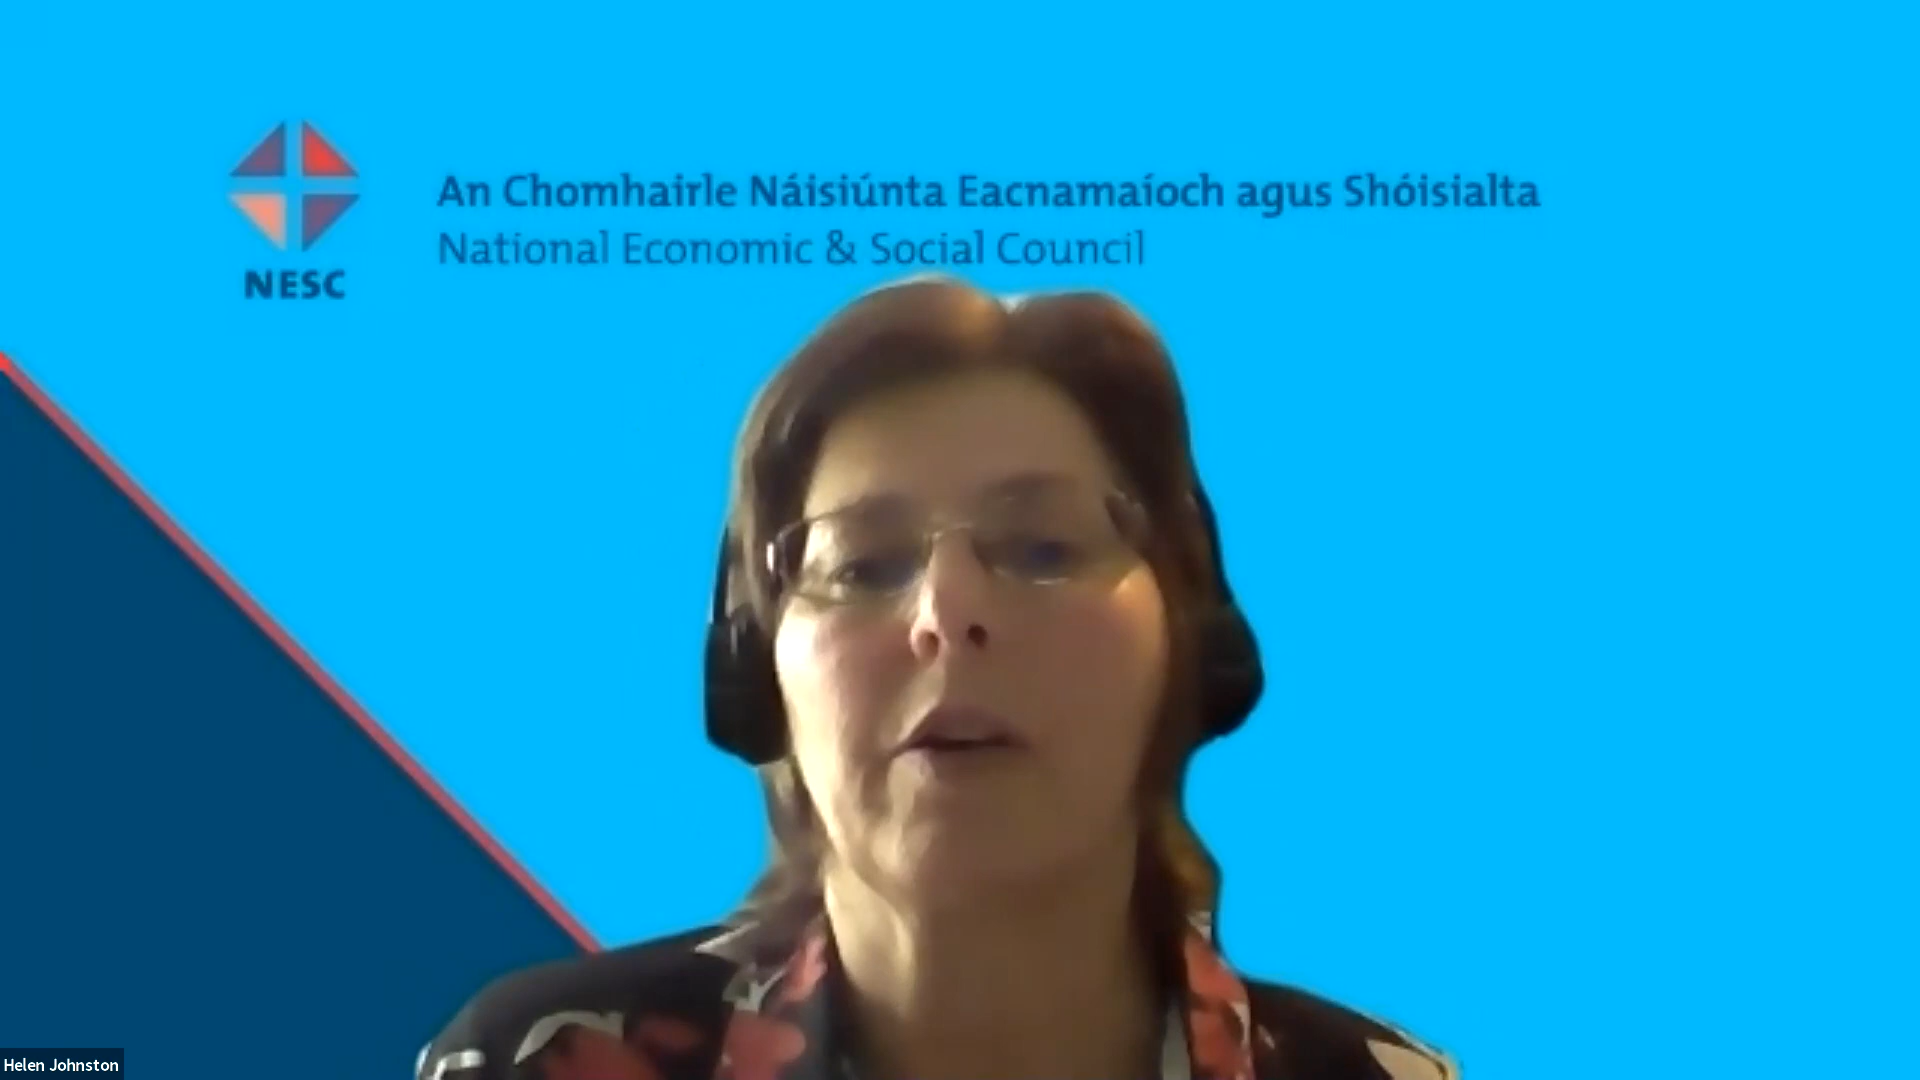 An Chomhairle Náisiúnta Eacnamaíoch agus Shóisialta
National Economic & Social Council
NESC
Helen Johnston